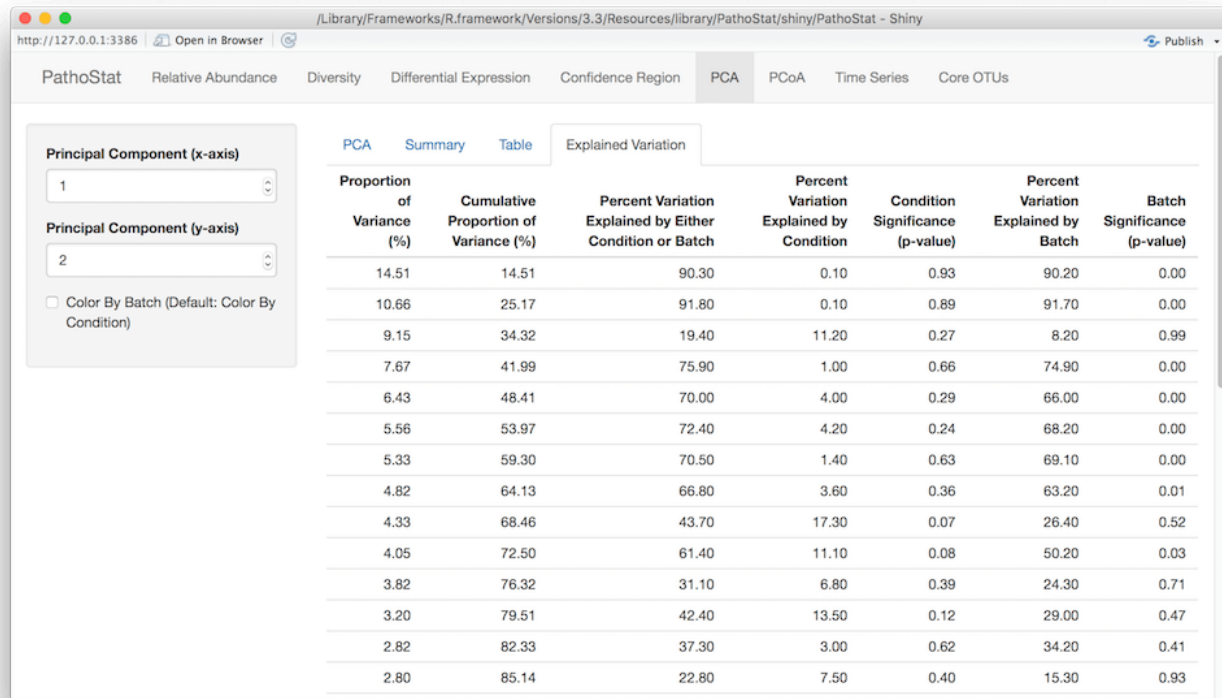 /Library/Frameworks/R.framework/Versions/3.3/Resources/library/PathoStat/shiny/PathoStat - Shiny
http://127.0.0.1:3386 Open in Browser Publish
PathoStat Relative Abundance Diversity Differential Expression Confidence Region PCA PCoA Time Series Core OTUs
Principal Component (x-axis)
1
Principal Component (y-axis)
2
Color By Batch (Default: Color By
Condition)
PCA Summary Table Explained Variation
Proportion Percent Percent
of Cumulative Percent Variation Variation Condition Variation Batch
Variance Proportion of Explained by Either Explained by Significance Explained by Significance
(%) Variance (%) Condition or Batch Condition (p-value) Batch (p-value)
14.51 14.51 90.30 0.10 0.93 90.20 0.00
10.66 25.17 91.80 0.10 0.89 91.70 0.00
9.15 34.32 19.40 11.20 0.27 8.20 0.99
7.67 41.99 75.90 1.00 0.66 74.90 0.00
6.43 48.41 70.00 4.00 0.29 66.00 0.00
5.56 53.97 72.40 4.20 0.24 68.20 0.00
5.33 59.30 70.50 1.40 0.63 69.10 0.00
4.82 64.13 66.80 3.60 0.36 63.20 0.01
4.33 68.46 43.70 17.30 0.07 26.40 0.52
4.05 72.50 61.40 11.10 0.08 50.20 0.03
3.82 76.32 31.10 6.80 0.39 24.30 0.71
3.20 79.51 42.40 13.50 0.12 29.00 0.47
2.82 82.33 37.30 3.00 0.62 34.20 0.41
2.80 85.14 22.80 7.50 0.40 15.30 0.93